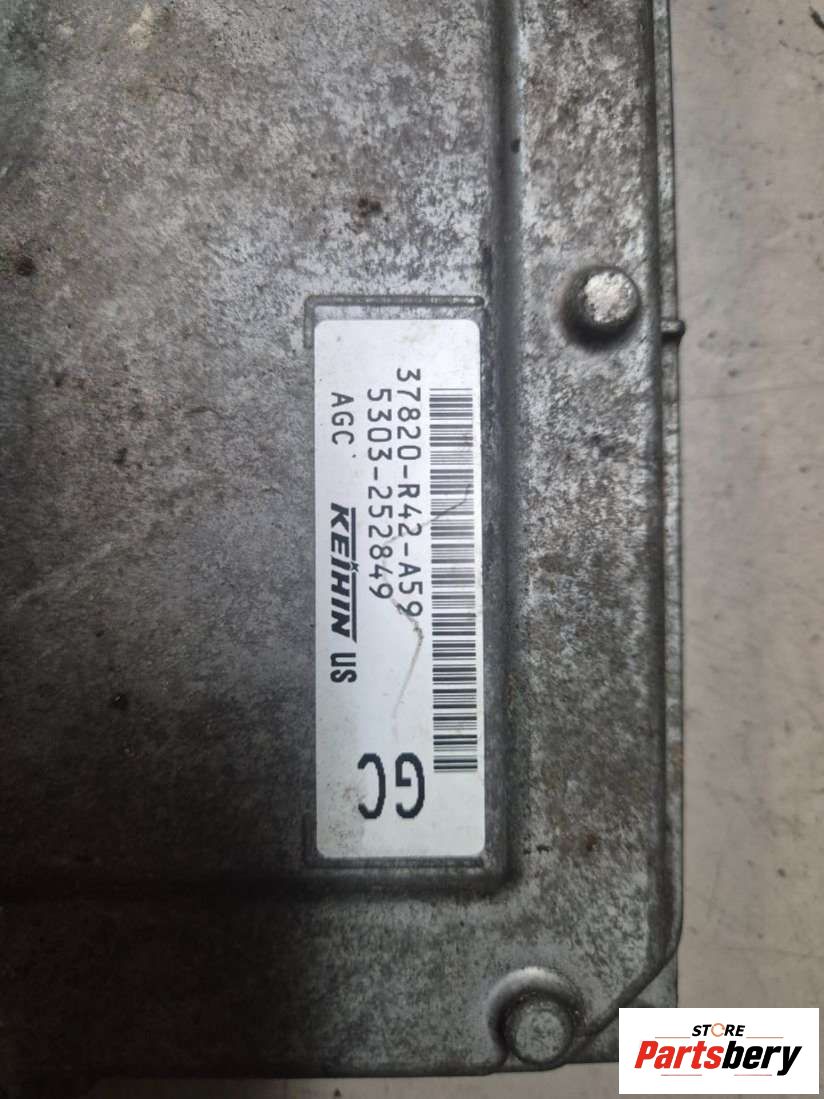 37820-R42-A59
5303-252849
AGC
KEIHIN US
GC
STORE
Partsbery